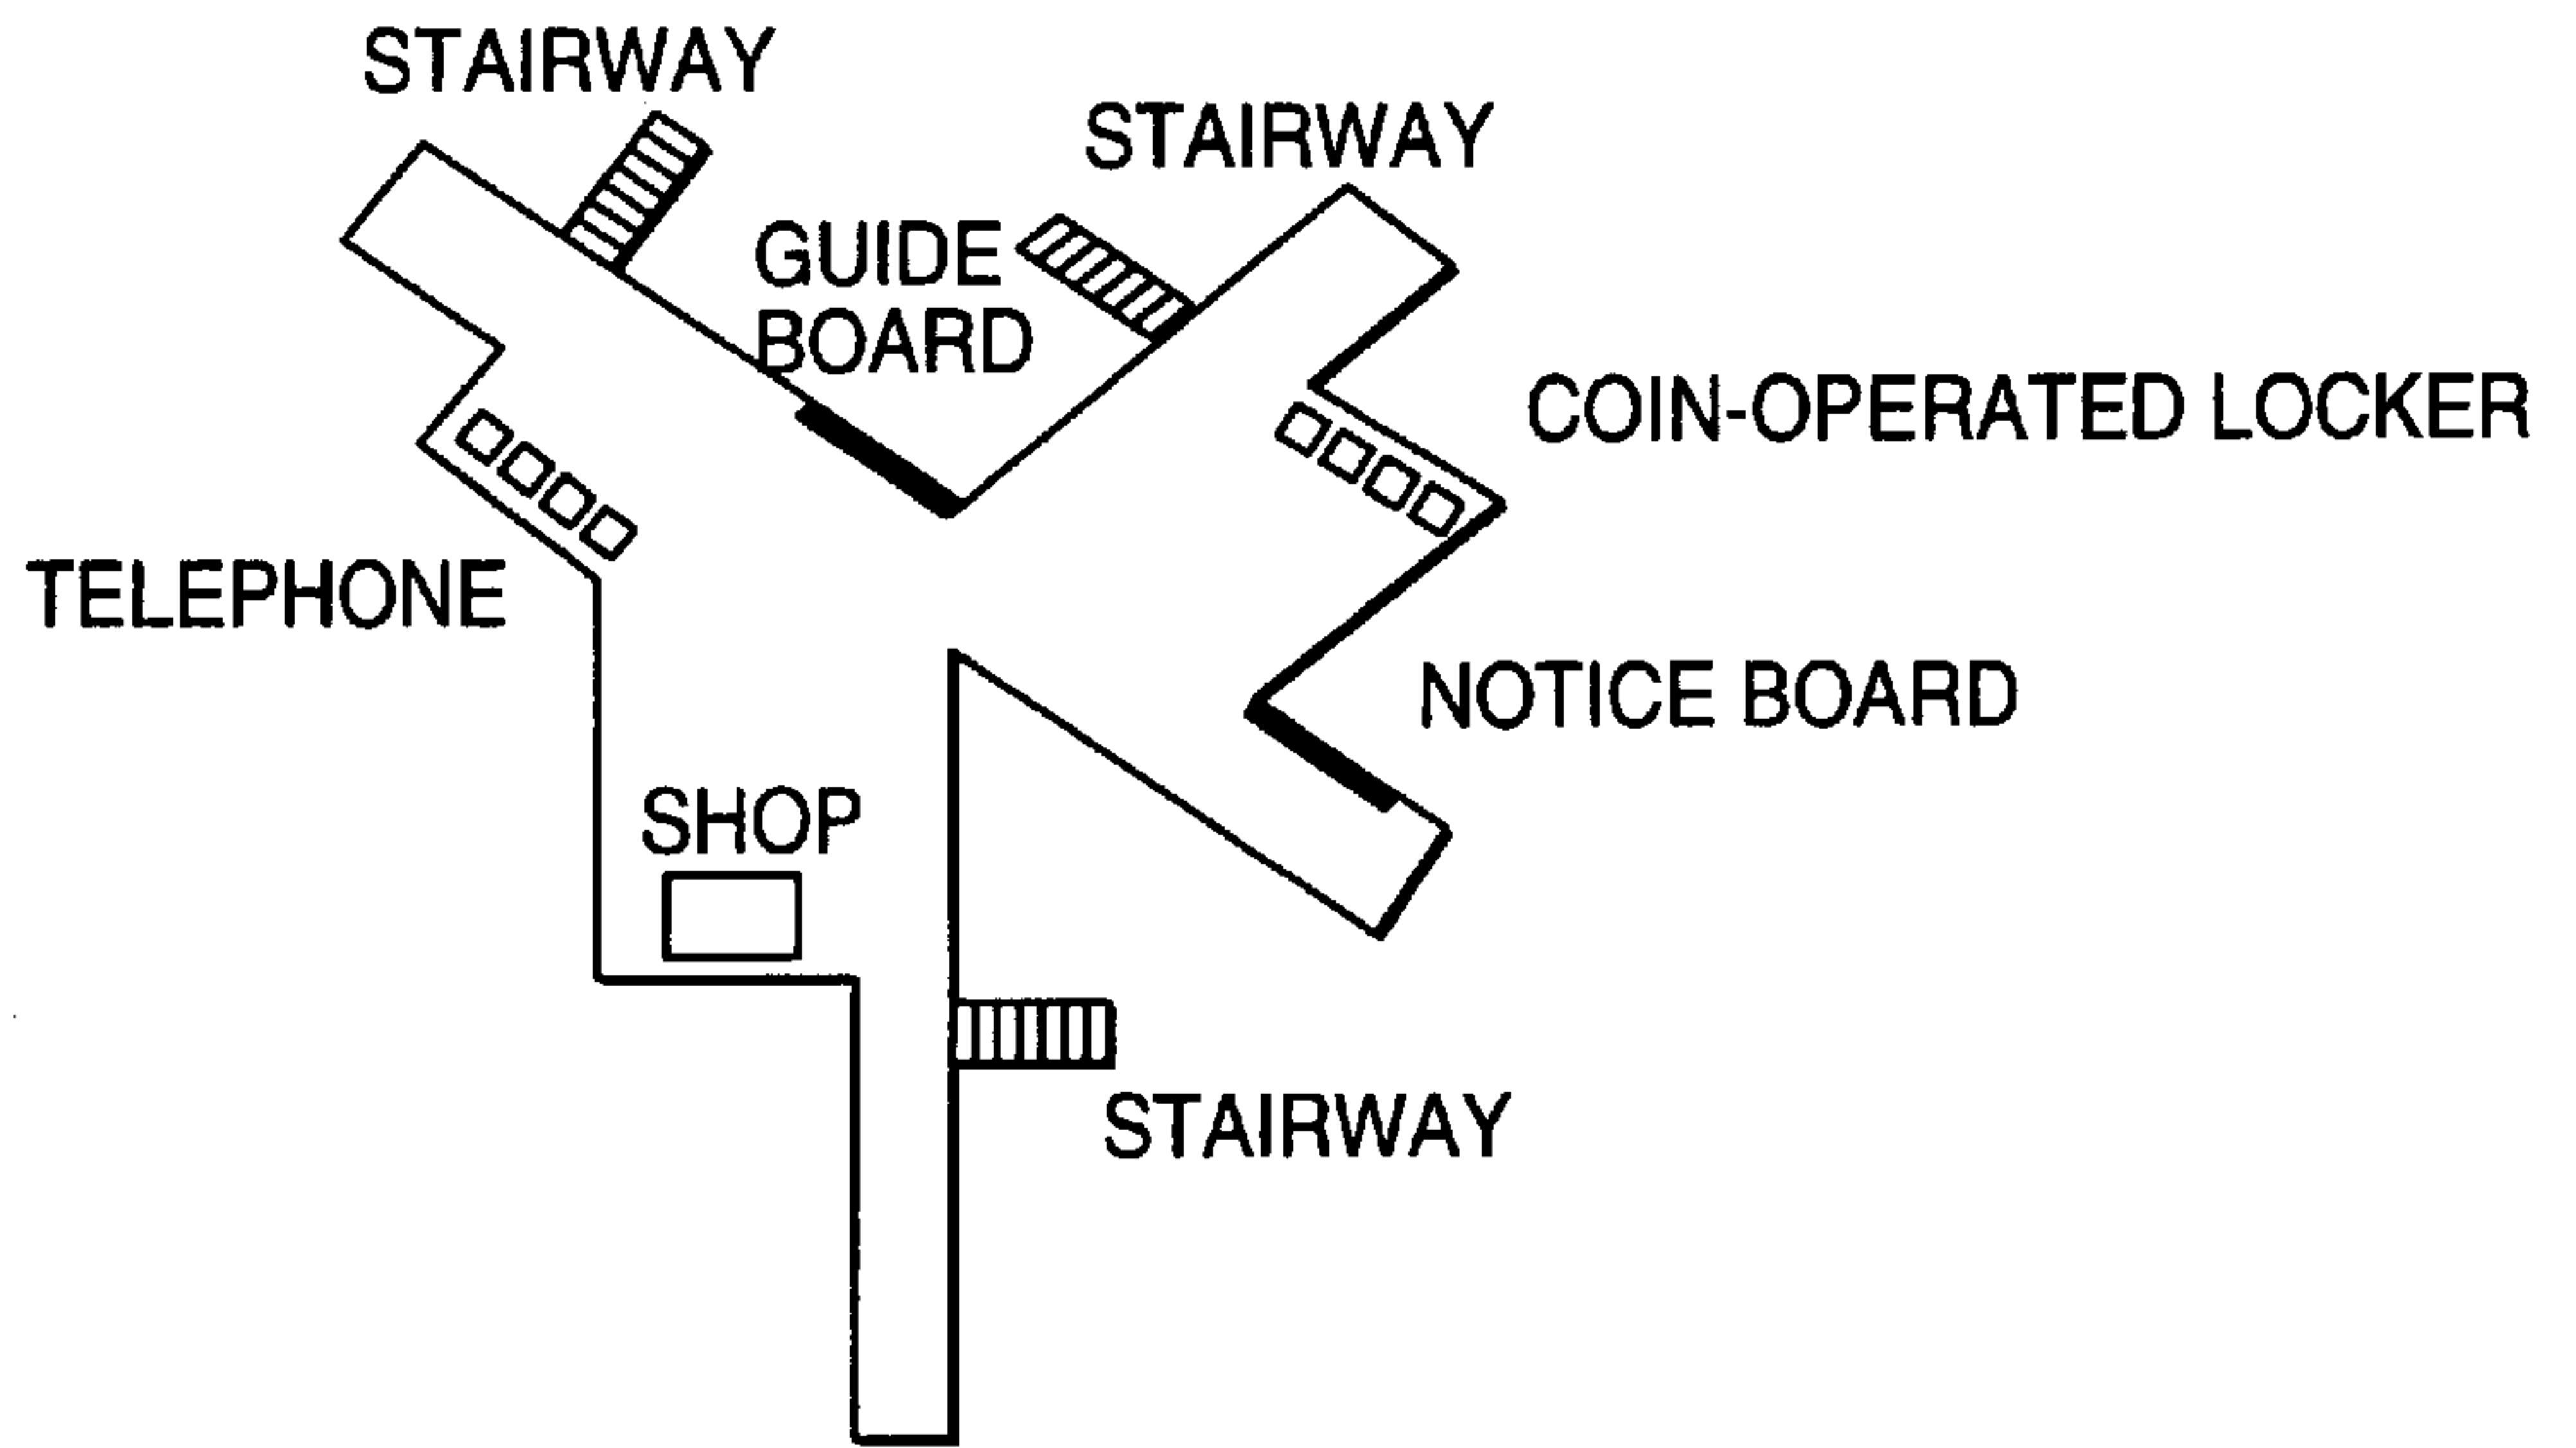 STAIRWAY
STAIRWAY
GUIDE
BOARD
COIN-OPERATED LOCKER
TELEPHONE
NOTICE BOARD
SHOP
STAIRWAY